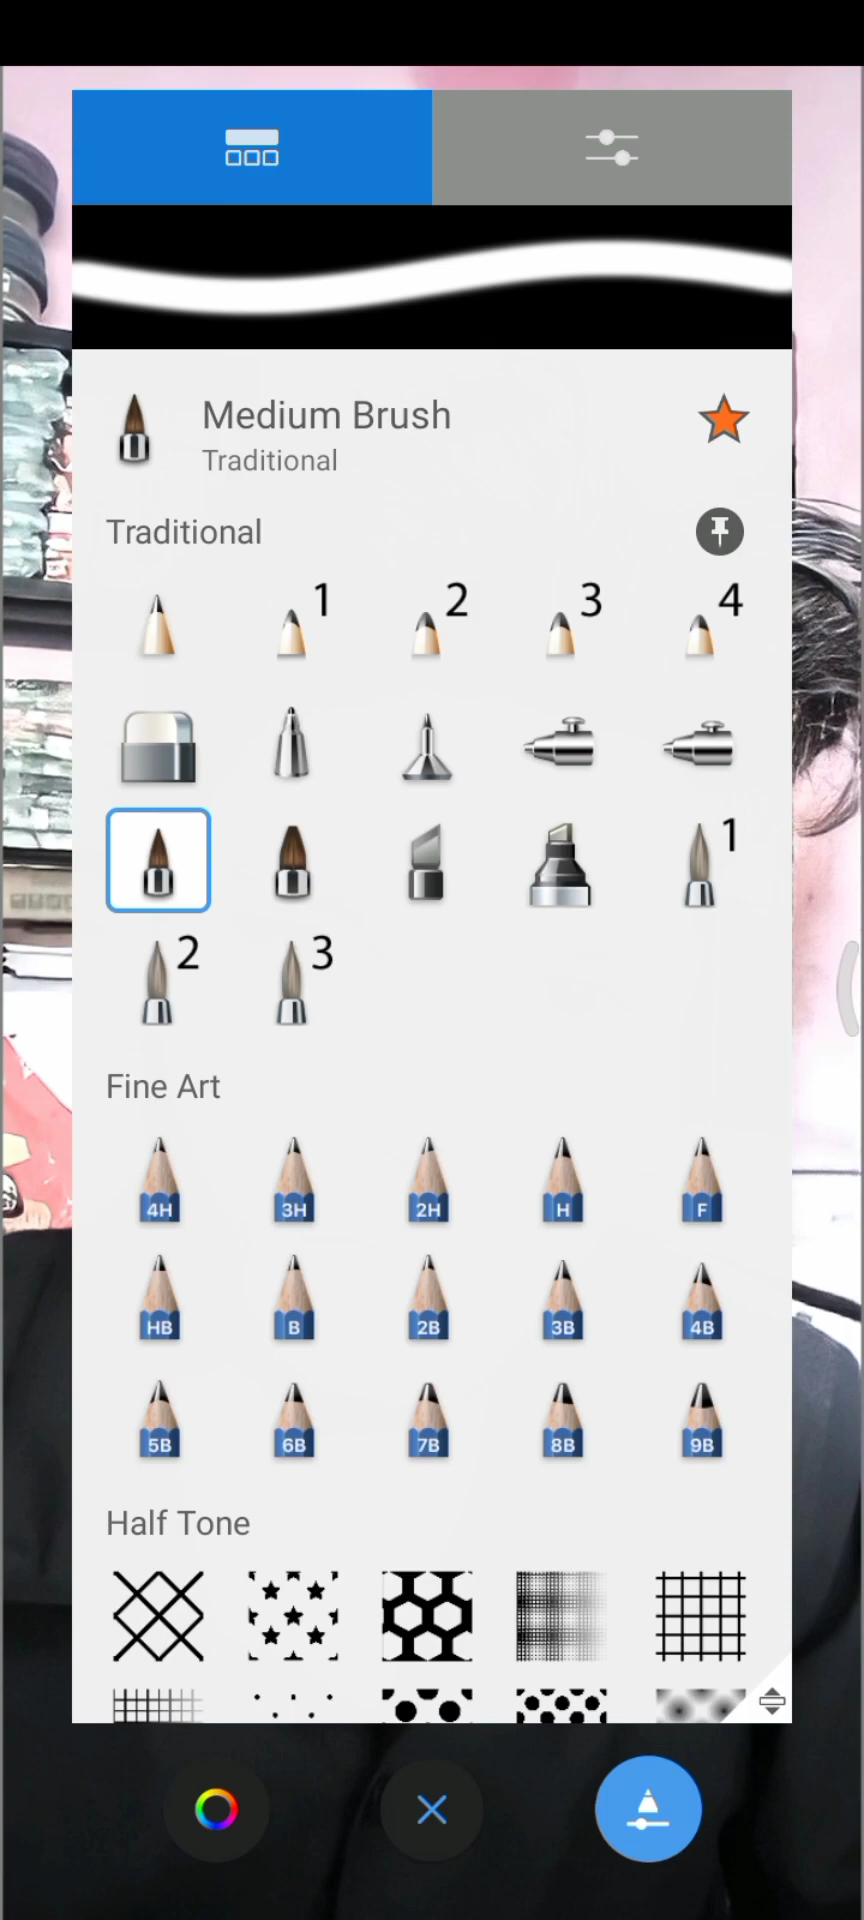 Medium Brush
Traditional
Traditional
1 2 3 4
1
2 3
Fine Art
4H 3H 2H H F
HB B 2B 3B 4B
5B 6B 7B 8B 9B
Half Tone